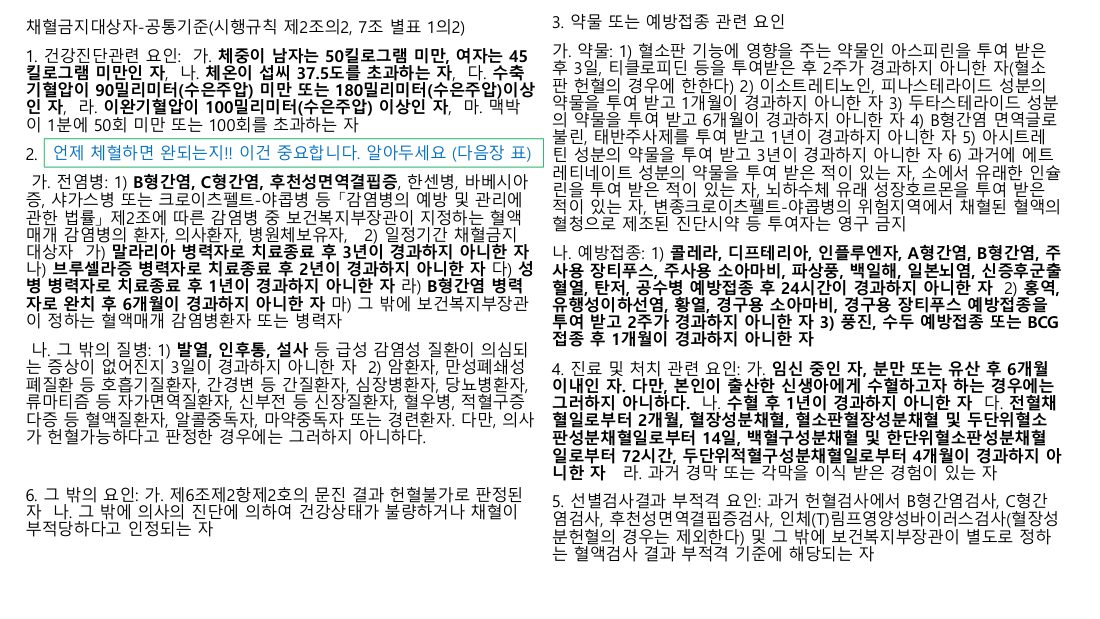 채혈금지대상자-공통기준(시행규칙 제2조의2, 7조 별표 1의2)
1. 건강진단관련 요인: 가. 체중이 남자는 50킬로그램 미만, 여자는 45
킬로그램 미만인 자, 나. 체온이 섭씨 37.5도를 초과하는 자, 다. 수축
기혈압이 90밀리미터(수은주압) 미만 또는 180밀리미터(수은주압)이상
인 자, 라. 이완기혈압이 100밀리미터(수은주압) 이상인 자, 마. 맥박
이 1분에 50회 미만 또는 100회를 초과하는 자
2. 언제 체혈하면 완되는지!! 이건 중요합니다. 알아두세요 (다음장 표)
가. 전염병: 1) B형간염, C형간염, 후천성면역결핍증, 한센병, 바베시아
증, 샤가스병 또는 크로이츠펠트-야콥병 등 「감염병의 예방 및 관리에
관한 법률」 제2조에 따른 감염병 중 보건복지부장관이 지정하는 혈액
매개 감염병의 환자, 의사환자, 병원체보유자, 2) 일정기간 채혈금지
대상자 가) 말라리아 병력자로 치료종료 후 3년이 경과하지 아니한 자
나) 브루셀라증 병력자로 치료종료 후 2년이 경과하지 아니한 자 다) 성
병 병력자로 치료종료 후 1년이 경과하지 아니한 자 라) B형간염 병력
자로 완치 후 6개월이 경과하지 아니한 자 마) 그 밖에 보건복지부장관
이 정하는 혈액매개 감염병환자 또는 병력자
나. 그 밖의 질병: 1) 발열, 인후통, 설사 등 급성 감염성 질환이 의심되
는 증상이 없어진지 3일이 경과하지 아니한 자 2) 암환자, 만성폐쇄성
폐질환 등 호흡기질환자, 간경변 등 간질환자, 심장병환자, 당뇨병환자,
류마티즘 등 자가면역질환자, 신부전 등 신장질환자, 혈우병, 적혈구증
다증 등 혈액질환자, 알콜중독자, 마약중독자 또는 경련환자. 다만, 의사
가 헌혈가능하다고 판정한 경우에는 그러하지 아니하다.
6. 그 밖의 요인: 가. 제6조제2항제2호의 문진 결과 헌혈불가로 판정된
자 나. 그 밖에 의사의 진단에 의하여 건강상태가 불량하거나 채혈이
부적당하다고 인정되는 자
3. 약물 또는 예방접종 관련 요인
가. 약물: 1) 혈소판 기능에 영향을 주는 약물인 아스피린을 투여 받은
후 3일, 티클로피딘 등을 투여받은 후 2주가 경과하지 아니한 자(혈소
판 헌혈의 경우에 한한다) 2) 이소트레티노인, 피나스테라이드 성분의
약물을 투여 받고 1개월이 경과하지 아니한 자 3) 두타스테라이드 성분
의 약물을 투여 받고 6개월이 경과하지 아니한 자 4) B형간염 면역글로
불린, 태반주사제를 투여 받고 1년이 경과하지 아니한 자 5) 아시트레
틴 성분의 약물을 투여 받고 3년이 경과하지 아니한 자 6) 과거에 에트
레티네이트 성분의 약물을 투여 받은 적이 있는 자, 소에서 유래한 인슐
린을 투여 받은 적이 있는 자, 뇌하수체 유래 성장호르몬을 투여 받은
적이 있는 자, 변종크로이츠펠트-야콥병의 위험지역에서 채혈된 혈액의
혈청으로 제조된 진단시약 등 투여자는 영구 금지
나. 예방접종: 1) 콜레라, 디프테리아, 인플루엔자, A형간염, B형간염, 주
사용 장티푸스, 주사용 소아마비, 파상풍, 백일해, 일본뇌염, 신증후군출
혈열, 탄저, 공수병 예방접종 후 24시간이 경과하지 아니한 자 2) 홍역,
유행성이하선염, 황열, 경구용 소아마비, 경구용 장티푸스 예방접종을
투여 받고 2주가 경과하지 아니한 자 3) 풍진, 수두 예방접종 또는 BCG
접종 후 1개월이 경과하지 아니한 자
4. 진료 및 처치 관련 요인: 가. 임신 중인 자, 분만 또는 유산 후 6개월
이내인 자. 다만, 본인이 출산한 신생아에게 수혈하고자 하는 경우에는
그러하지 아니하다. 나. 수혈 후 1년이 경과하지 아니한 자 다. 전혈채
혈일로부터 2개월, 혈장성분채혈, 혈소판혈장성분채혈 및 두단위혈소
판성분채혈일로부터 14일, 백혈구성분채혈 및 한단위혈소판성분채혈
일로부터 72시간, 두단위적혈구성분채혈일로부터 4개월이 경과하지 아
니한 자 라. 과거 경막 또는 각막을 이식 받은 경험이 있는 자
5. 선별검사결과 부적격 요인: 과거 헌혈검사에서 B형간염검사, C형간
염검사, 후천성면역결핍증검사, 인체(T)림프영양성바이러스검사(혈장성
분헌혈의 경우는 제외한다) 및 그 밖에 보건복지부장관이 별도로 정하
는 혈액검사 결과 부적격 기준에 해당되는 자